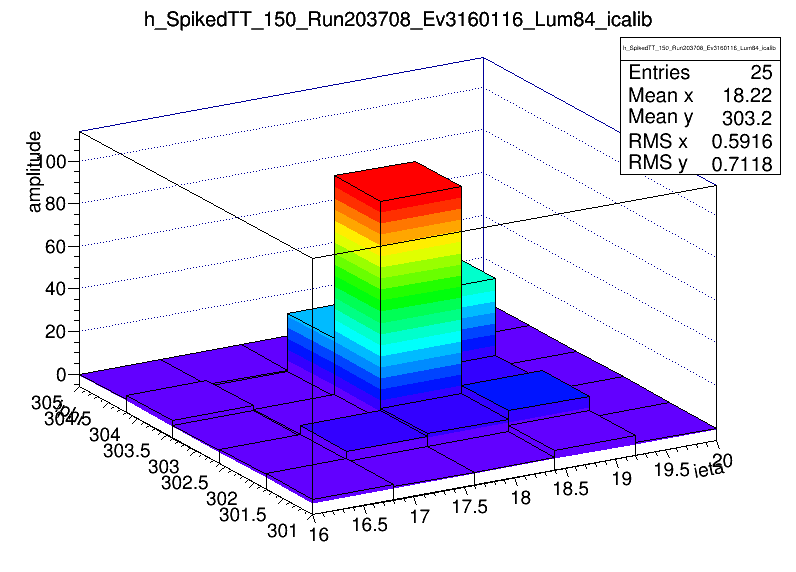 h_SpikedTT_150_Run203708_Ev3160116_Lum84_icalib
h_SpikedTT_150_Run203708_Ev3160116_Lum84_icalib
Entries 25
Mean x 18.22
Mean y 303.2
RMS x 0.5916
RMS y 0.7118
amplitude
100
80
60
40
20
0
305
304.5
304
303.5
303
302.5
302
301.5
301
16
16.5
17
17.5
18
18.5
19
19.5
20
ieta